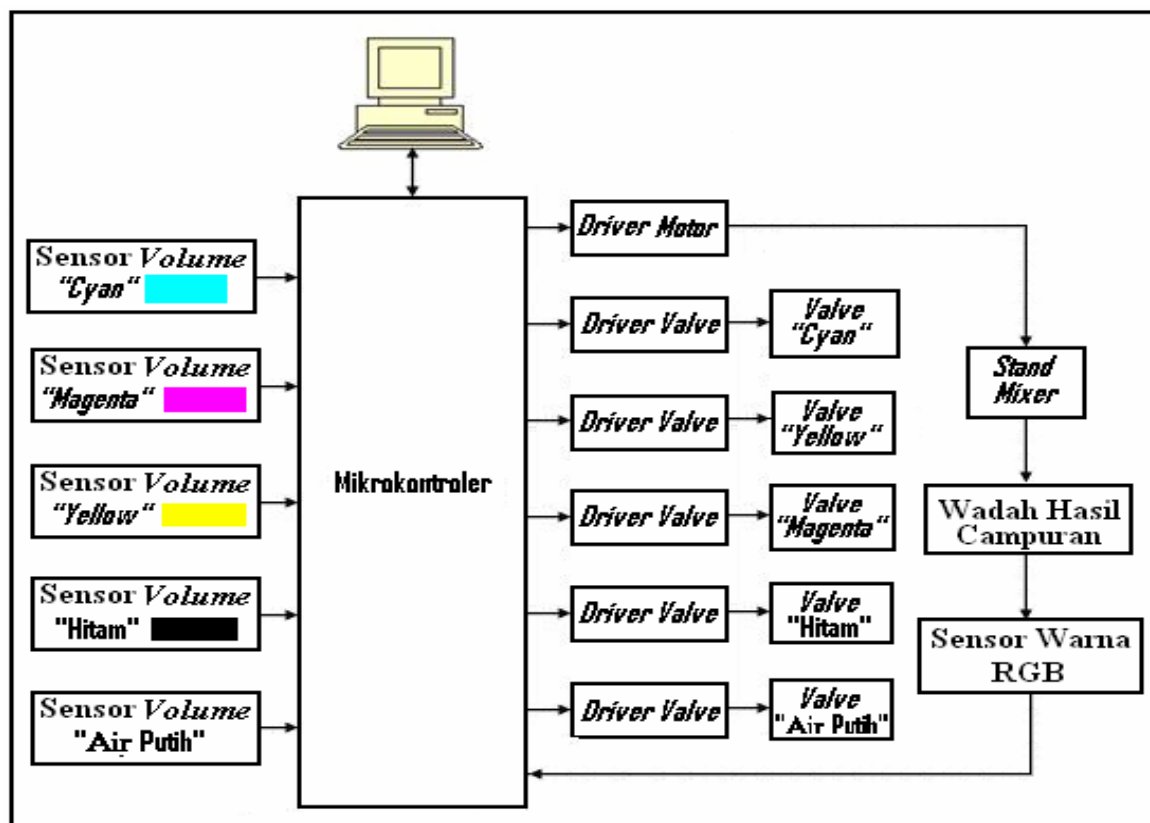 Sensor Volume
"Cyan"
Sensor Volume
"Magenta"
Sensor Volume
"Yellow"
Sensor Volume
"Hitam"
Sensor Volume
"Air Putih"
Mikrokontroler
Driver Motor
Driver Valve
Driver Valve
Driver Valve
Driver Valve
Driver Valve
Valve
"Cyan"
Valve
"Yellow"
Valve
"Magenta"
Valve
"Hitam"
Valve
"Air Putih"
Stand
Mixer
Wadah Hasil
Campuran
Sensor Warna
RGB